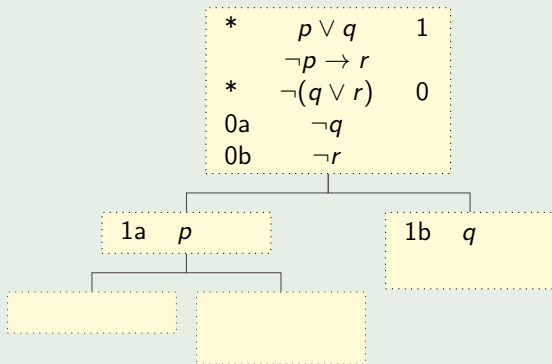 * p ∨ q 1
¬p → r
* ¬(q ∨ r) 0
0a ¬q
0b ¬r
1a p
1b q